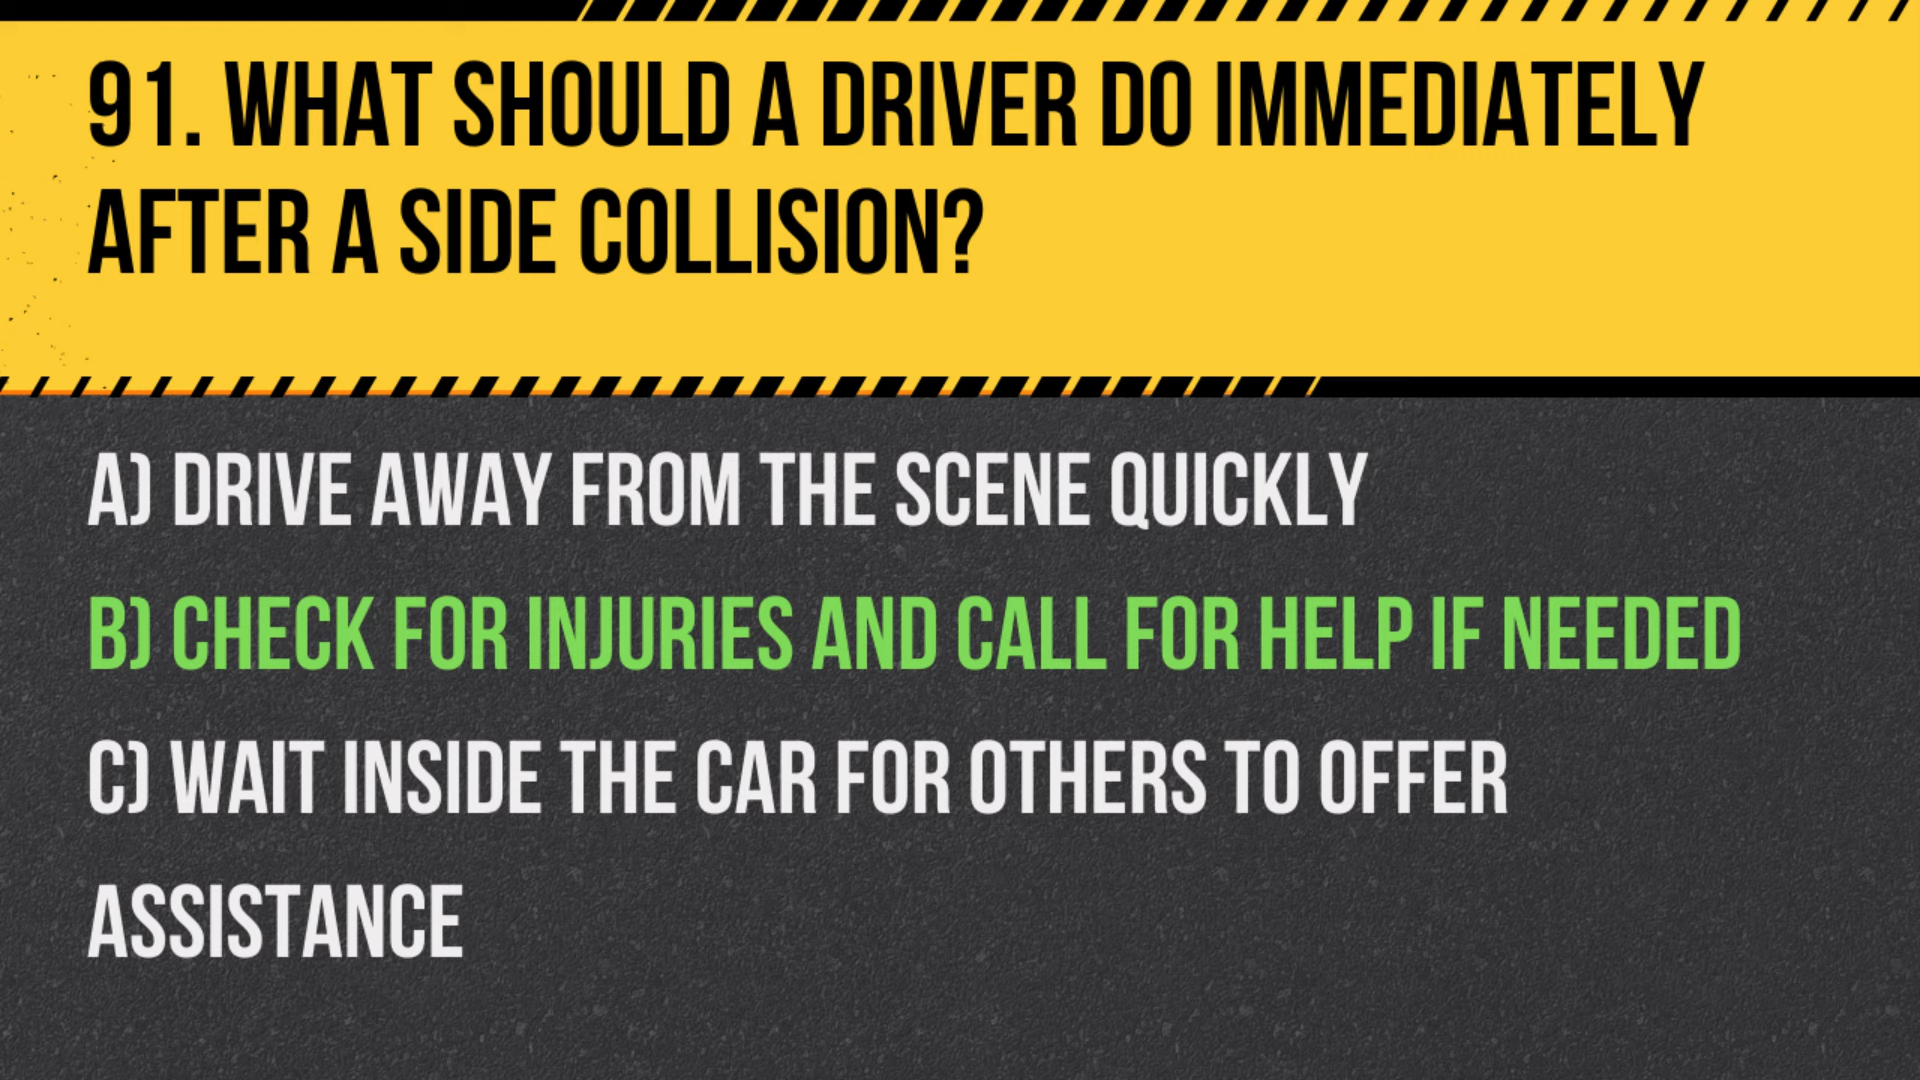 91. WHAT SHOULD A DRIVER DO IMMEDIATELY
AFTER A SIDE COLLISION?
A) DRIVE AWAY FROM THE SCENE QUICKLY
B) CHECK FOR INJURIES AND CALL FOR HELP IF NEEDED
C) WAIT INSIDE THE CAR FOR OTHERS TO OFFER
ASSISTANCE